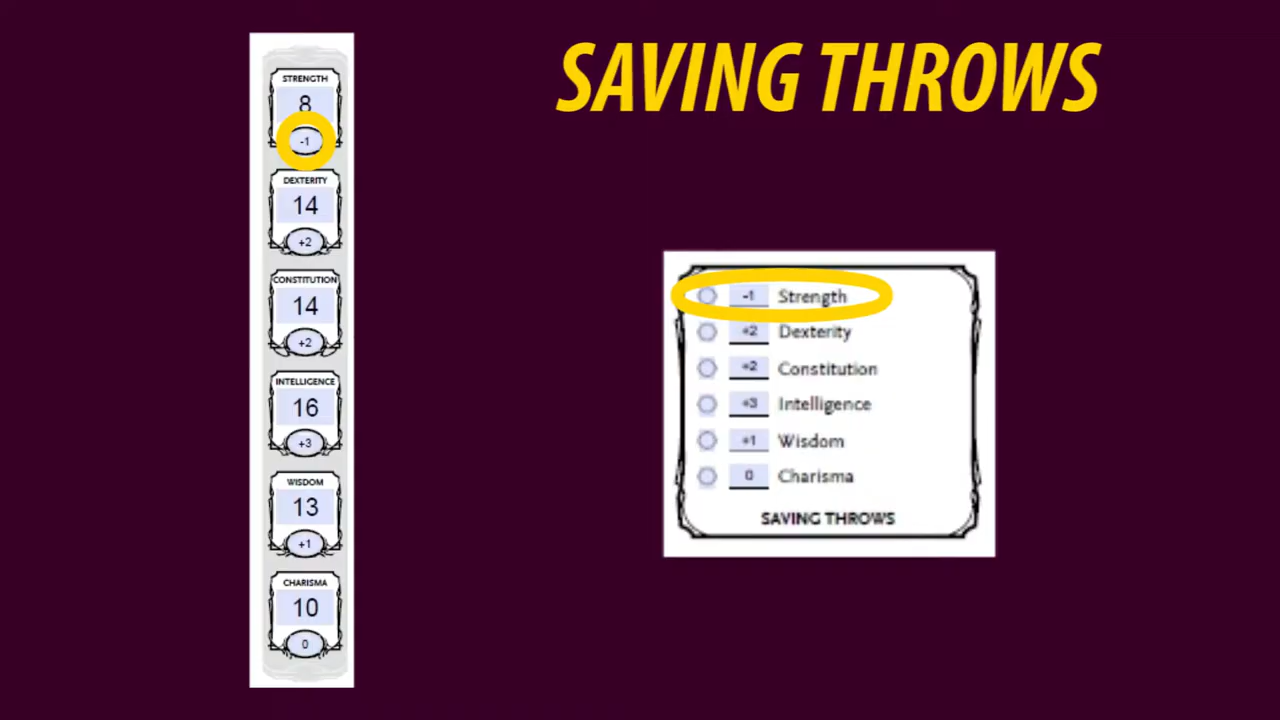 SAVING THROWS
STRENGTH
8
-1
DEXTERITY
14
+2
CONSTITUTION
14
+2
INTELLIGENCE
16
+3
WISDOM
13
+1
CHARISMA
10
0
-1 Strength
+2 Dexterity
+2 Constitution
+3 Intelligence
+1 Wisdom
0 Charisma
SAVING THROWS